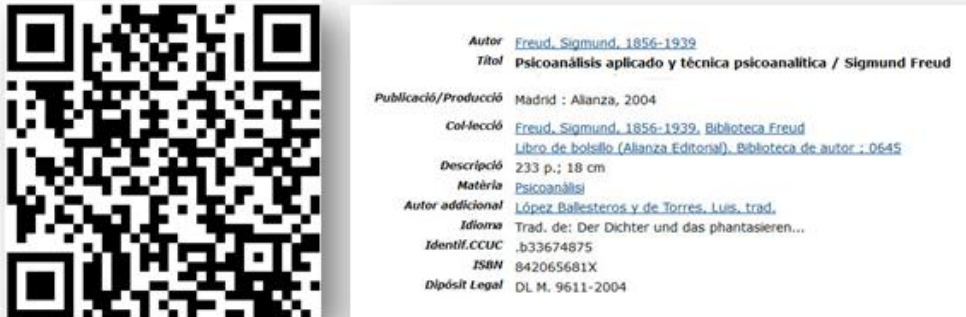 Autor Freud, Sigmund, 1856-1939
Títol Psicoanálisis aplicado y técnica psicoanalítica / Sigmund Freud
Publicació/Producció Madrid : Alianza, 2004
Col·lecció Freud, Sigmund, 1856-1939. Biblioteca Freud
Libro de bolsillo (Alianza Editorial). Biblioteca de autor ; 0645
Descripció 233 p.; 18 cm
Matèria Psicoanàlisi
Autor addicional López Ballesteros y de Torres, Luis, trad.
Idioma Trad. de: Der Dichter und das phantasieren...
Identif.CCUC .b33674875
ISBN 842065681X
Dipòsit Legal DL M. 9611-2004